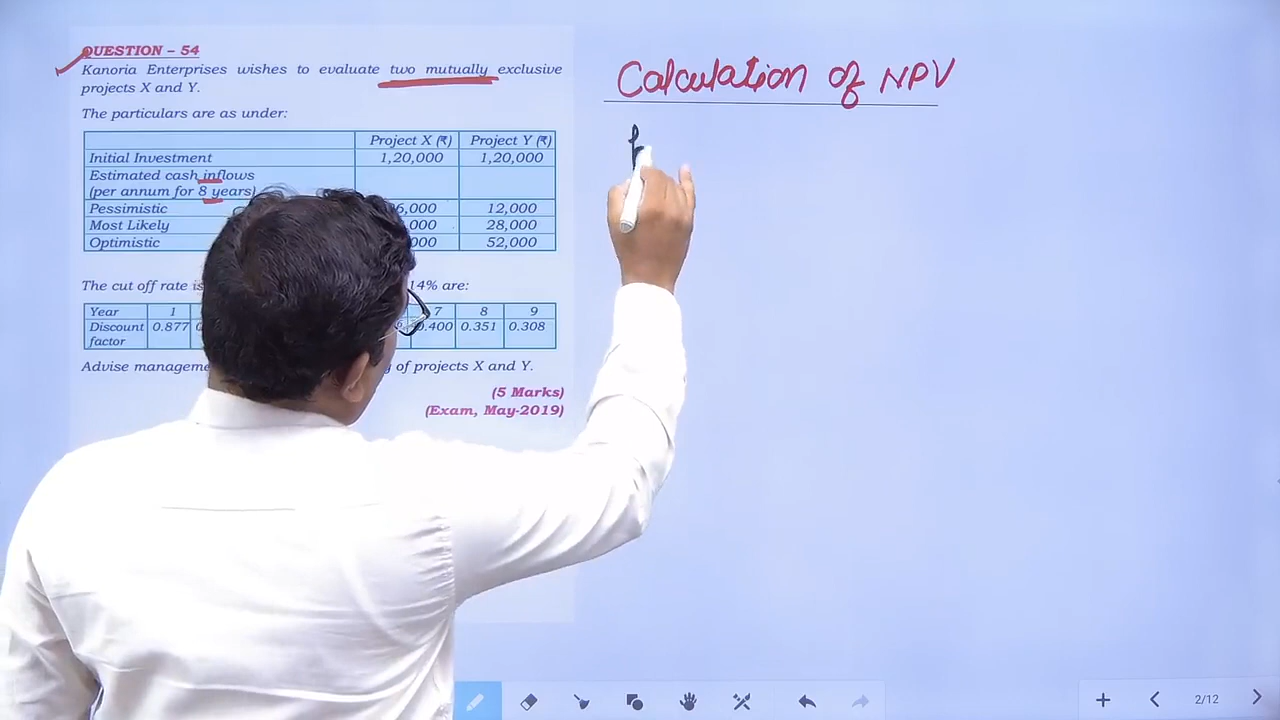 QUESTION – 54
Kanoria Enterprises wishes to evaluate two mutually exclusive
projects X and Y.
The particulars are as under:
Project X (₹) Project Y (₹)
Initial Investment 1,20,000 1,20,000
Estimated cash inflows
(per annum for 8 years)
Pessimistic 12,000
Most Likely 28,000
Optimistic 52,000
The cut off rate is 14% are:
Year 1 7 8 9
Discount 0.877 0.400 0.351 0.308
factor
Advise of projects X and Y.
(5 Marks)
(Exam, May-2019)
Calculation of NPV
2/12